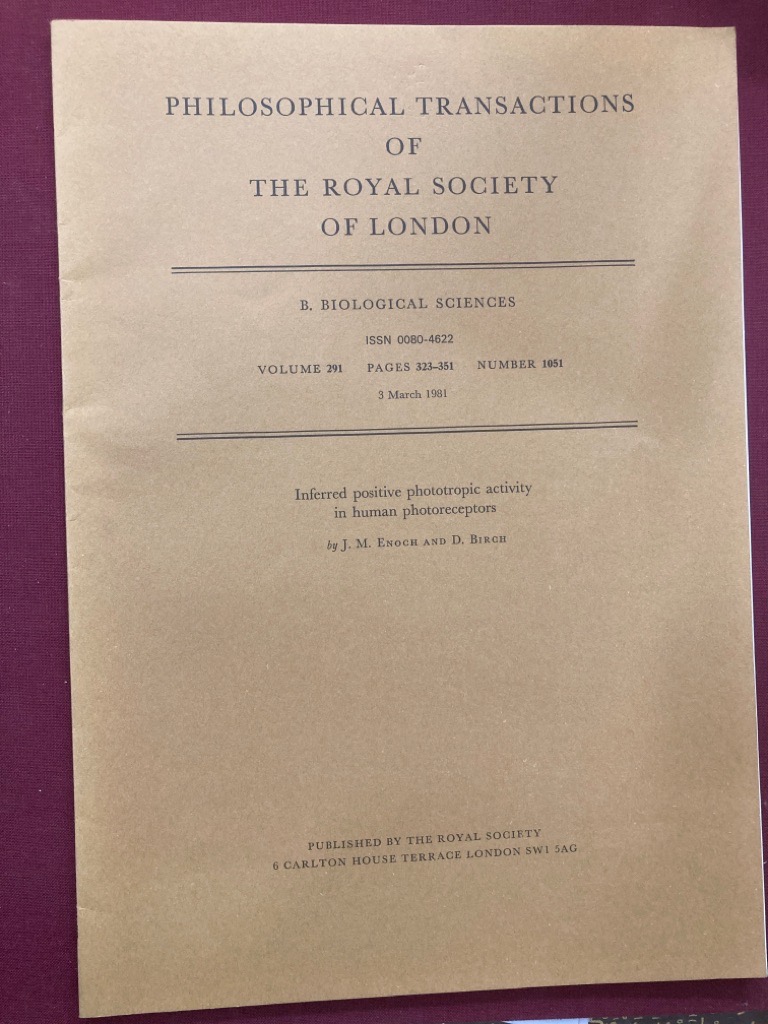 PHILOSOPHICAL TRANSACTIONS
OF
THE ROYAL SOCIETY
OF LONDON
B. BIOLOGICAL SCIENCES
ISSN 0080-4622
VOLUME 291 PAGES 323–351 NUMBER 1051
3 March 1981
Inferred positive phototropic activity
in human photoreceptors
by J. M. ENOCH AND D. BIRCH
PUBLISHED BY THE ROYAL SOCIETY
6 CARLTON HOUSE TERRACE LONDON SW1 5AG